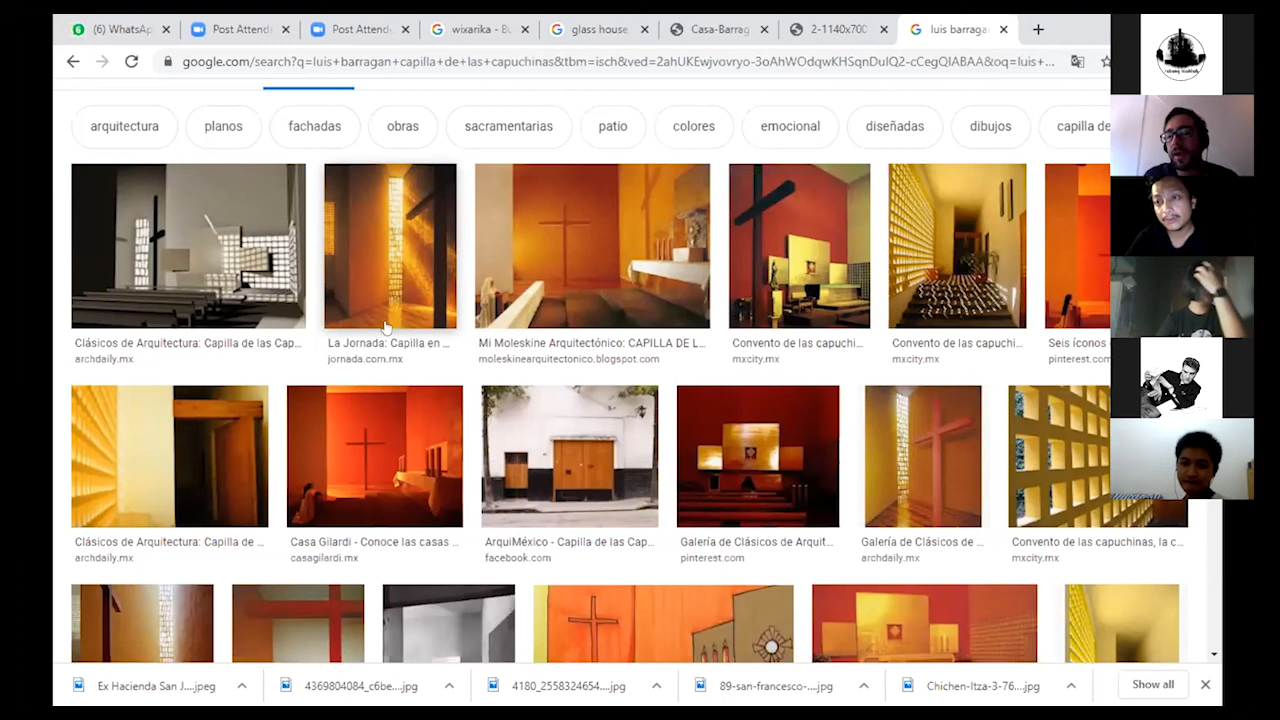 (6) WhatsApp
Post Attende
Post Attende
wixarika - Bu
glass house
Casa-Barrag
2-1140x700
luis barragan
google.com/search?q=luis+barragan+capilla+de+las+capuchinas&tbm=isch&ved=2ahUKEwjvovryo-3oAhWOdqwKHSqnDuIQ2-cCegQIABAA&oq=luis+...
arquitectura
planos
fachadas
obras
sacramentarias
patio
colores
emocional
diseñadas
dibujos
capilla de
Clásicos de Arquitectura: Capilla de las Cap...
archdaily.mx
La Jornada: Capilla en ...
jornada.com.mx
Mi Moleskine Arquitectónico: CAPILLA DE L...
moleskinearquitectonico.blogspot.com
Convento de las capuchi...
mxcity.mx
Convento de las capuchi...
mxcity.mx
Seis íconos
pinterest.com
Clásicos de Arquitectura: Capilla de ...
archdaily.mx
Casa Gilardi - Conoce las casas ...
casagilardi.mx
ArquiMéxico - Capilla de las Cap...
facebook.com
Galería de Clásicos de Arquit...
pinterest.com
Galería de Clásicos de ...
archdaily.mx
Convento de las capuchinas, la c...
mxcity.mx
Ex Hacienda San J....jpeg
4369804084_c6be....jpg
4180_2558324654....jpg
89-san-francesco-....jpg
Chichen-Itza-3-76....jpg
Show all